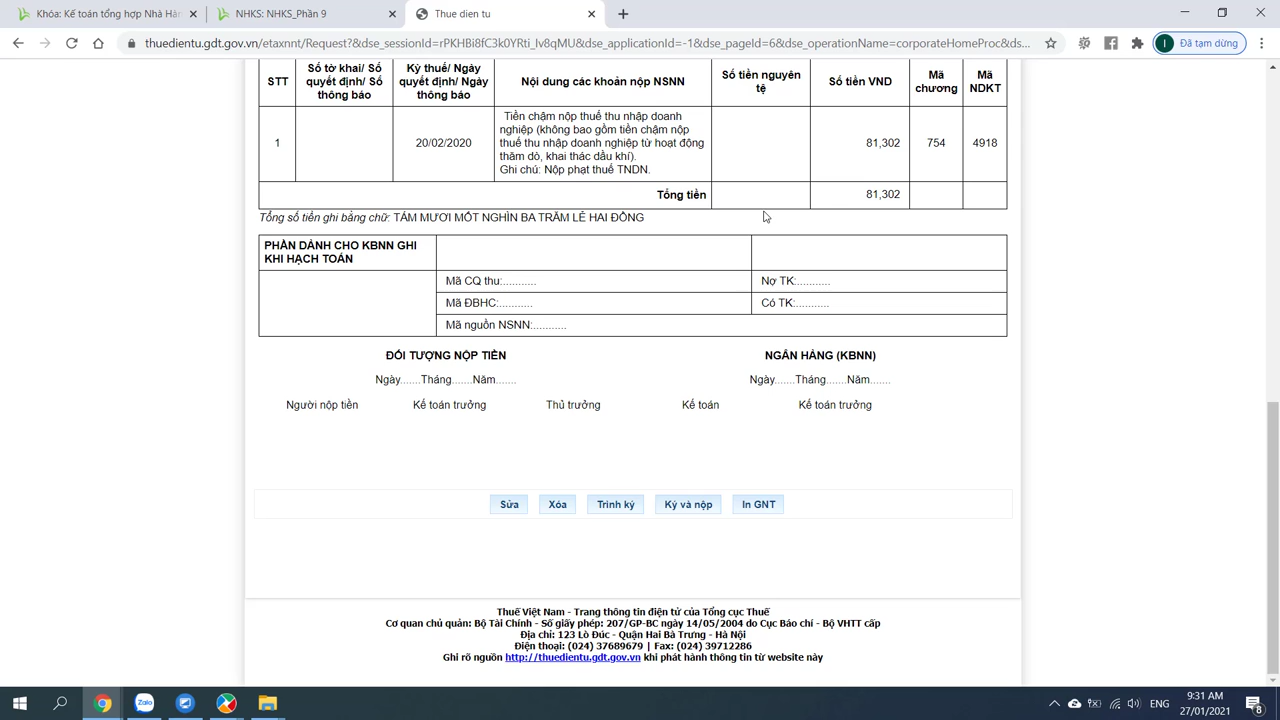 Khóa: Kế toán tổng hợp Nhà Hàn
NHKS: NHKS_Phần 9
Thue dien tu
thuedientu.gdt.gov.vn/etaxnnt/Request?&dse_sessionId=rPKHBi8fC3k0YRti_Iv8qMU&dse_applicationId=-1&dse_pageId=6&dse_operationName=corporateHomeProc&ds...
I
Đã tạm dừng
STT
Số tờ khai/ Số quyết định/ Số thông báo
Kỳ thuế/ Ngày quyết định/ Ngày thông báo
Nội dung các khoản nộp NSNN
Số tiền nguyên tệ
Số tiền VND
Mã chương
Mã NDKT
1
20/02/2020
Tiền chậm nộp thuế thu nhập doanh
nghiệp (không bao gồm tiền chậm nộp
thuế thu nhập doanh nghiệp từ hoạt động
thăm dò, khai thác dầu khí).
Ghi chú: Nộp phạt thuế TNDN.
81,302
754
4918
Tổng tiền
81,302
Tổng số tiền ghi bằng chữ: TÁM MƯƠI MỐT NGHÌN BA TRĂM LẺ HAI ĐỒNG
PHẦN DÀNH CHO KBNN GHI
KHI HẠCH TOÁN
Mã CQ thu:...........
Nợ TK:...........
Mã ĐBHC:...........
Có TK:...........
Mã nguồn NSNN:...........
ĐỐI TƯỢNG NỘP TIỀN
NGÂN HÀNG (KBNN)
Ngày.......Tháng.......Năm.......
Ngày.......Tháng.......Năm.......
Người nộp tiền
Kế toán trưởng
Thủ trưởng
Kế toán
Kế toán trưởng
Sửa
Xóa
Trình ký
Ký và nộp
In GNT
Thuế Việt Nam - Trang thông tin điện tử của Tổng cục Thuế
Cơ quan chủ quản: Bộ Tài Chính - Số giấy phép: 207/GP-BC ngày 14/05/2004 do Cục Báo chí - Bộ VHTT cấp
Địa chỉ: 123 Lò Đúc - Quận Hai Bà Trưng - Hà Nội
Điện thoại: (024) 37689679 | Fax: (024) 39712286
Ghi rõ nguồn http://thuedientu.gdt.gov.vn khi phát hành thông tin từ website này
Zalo
ENG
9:31 AM
27/01/2021
8